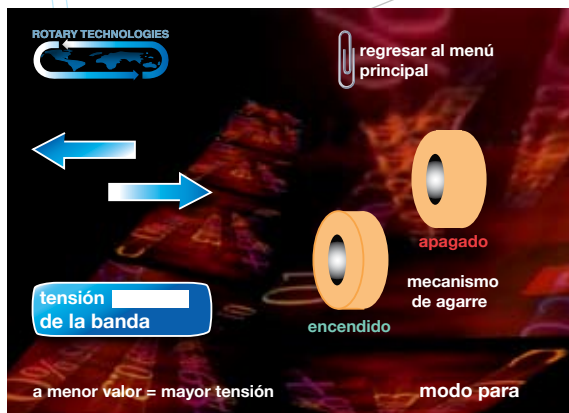 ROTARY TECHNOLOGIES
regresar al menú
principal
apagado
mecanismo
de agarre
encendido
tensión
de la banda
a menor valor = mayor tensión
modo para